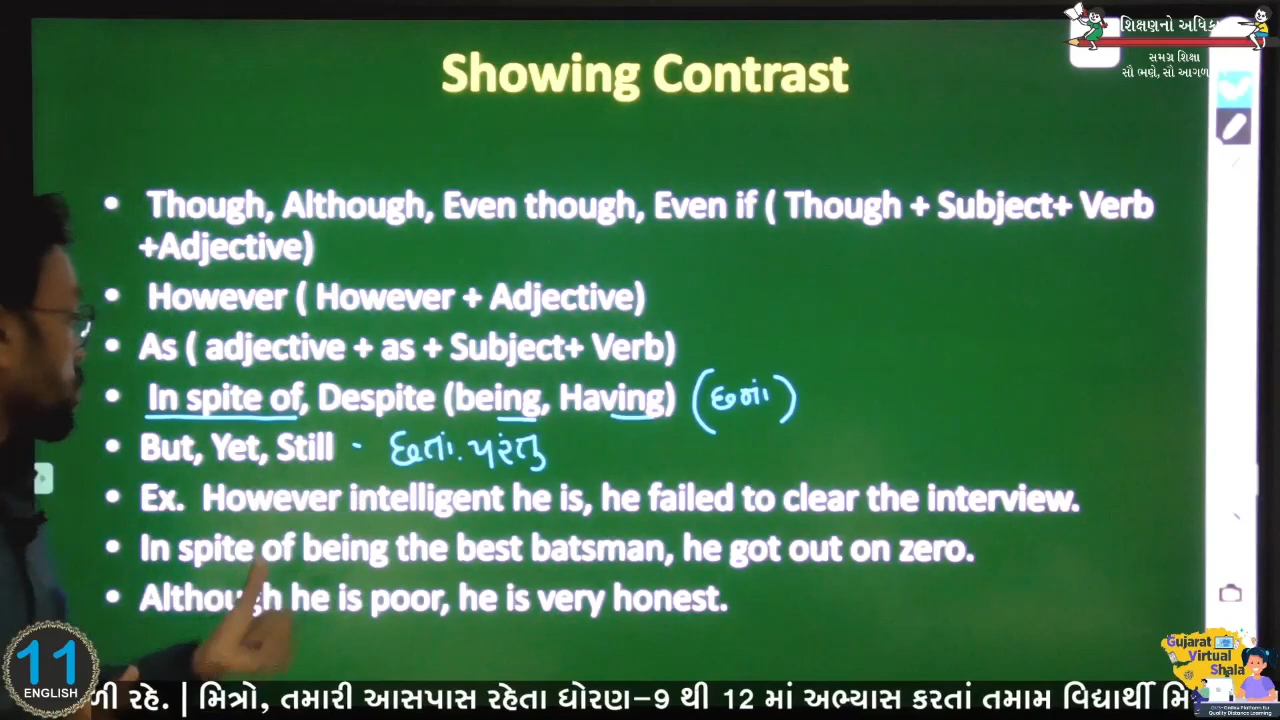 શિક્ષણનો અધિકા
સમગ્ર શિક્ષા
સૌ ભણે, સૌ આગળ
Showing Contrast
• Though, Although, Even though, Even if ( Though + Subject+ Verb
+Adjective)
• However ( However + Adjective)
• As ( adjective + as + Subject+ Verb)
• In spite of, Despite (being, Having) (છતાં)
• But, Yet, Still - છતાં. પરંતુ
• Ex. However intelligent he is, he failed to clear the interview.
• In spite of being the best batsman, he got out on zero.
• Although he is poor, he is very honest.
11
ENGLISH
Gujarat
Virtual
Shala
ળી રહે. | મિત્રો, તમારી આસપાસ રહેતા ધોરણ-9 થી 12 માં અભ્યાસ કરતાં તમામ વિદ્યાર્થી મિ